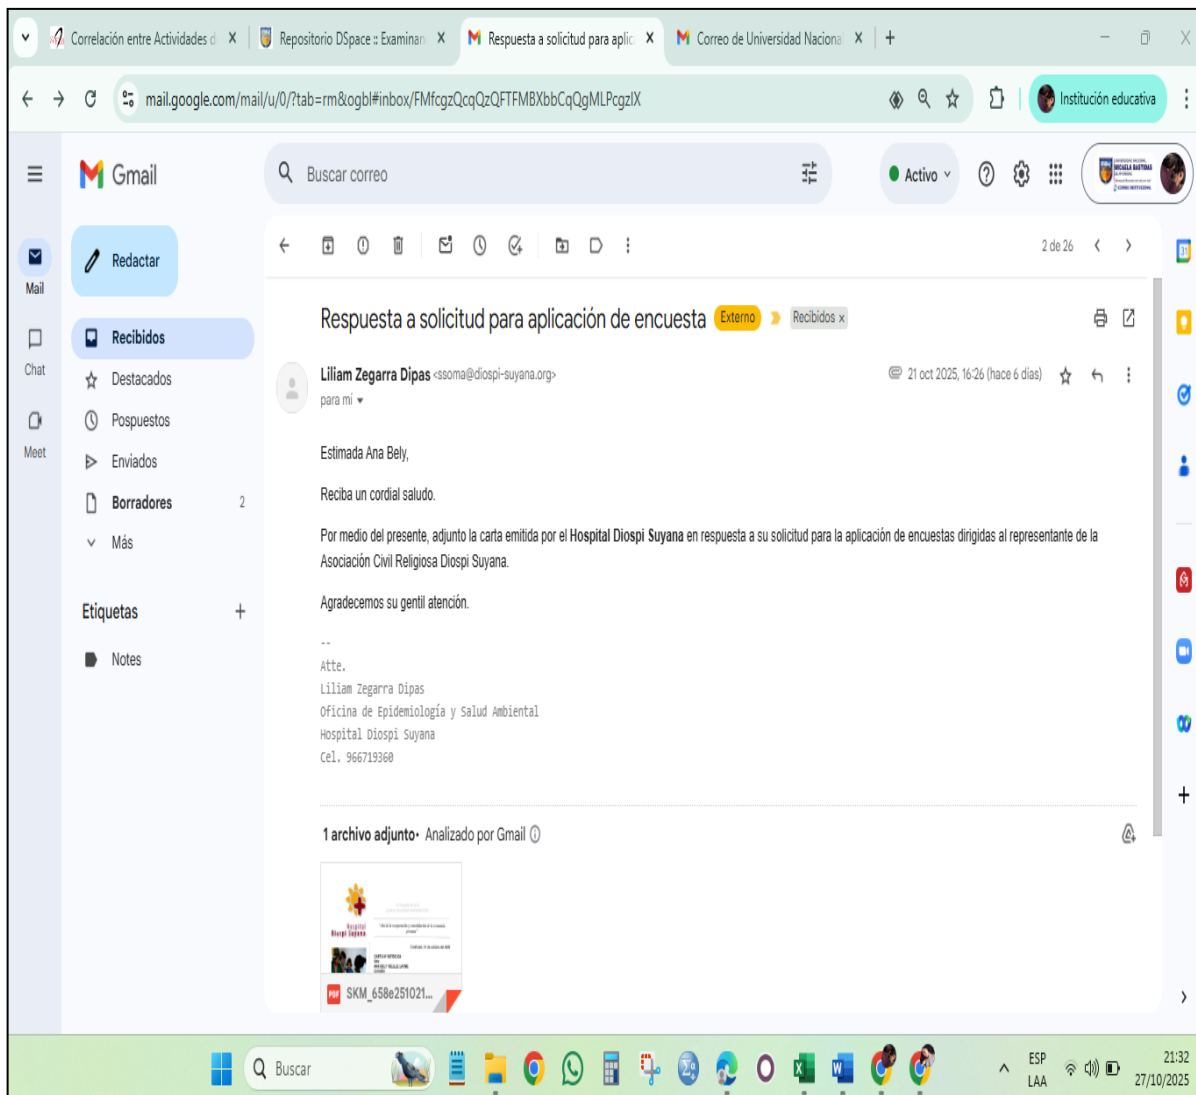 Correlación entre Actividades d
Repositorio DSpace :: Examinan
Respuesta a solicitud para aplic
Correo de Universidad Naciona
mail.google.com/mail/u/0/?tab=rm&ogbl#inbox/FMfcgzQcqQzQFTFMBXbbCqQgMLPcgzlX
Institución educativa
Gmail
Buscar correo
Activo
MICAELA BASTIDAS
Mail
Redactar
2 de 26
Respuesta a solicitud para aplicación de encuesta Externo Recibidos x
Recibidos
Chat
Destacados
Liliam Zegarra Dipas <ssoma@diospi-suyana.org>
21 oct 2025, 16:26 (hace 6 días)
para mí
Pospuestos
Meet
Enviados
Borradores 2
Más
Estimada Ana Bely,
Reciba un cordial saludo.
Por medio del presente, adjunto la carta emitida por el Hospital Diospi Suyana en respuesta a su solicitud para la aplicación de encuestas dirigidas al representante de la
Asociación Civil Religiosa Diospi Suyana.
Agradecemos su gentil atención.
Etiquetas
Notes
--
Atte.
Liliam Zegarra Dipas
Oficina de Epidemiología y Salud Ambiental
Hospital Diospi Suyana
Cel. 966719360
1 archivo adjunto• Analizado por Gmail
Hospital
Diospi Suyana
PDF SKM_658e251021...
Buscar
ESP
LAA
21:32
27/10/2025